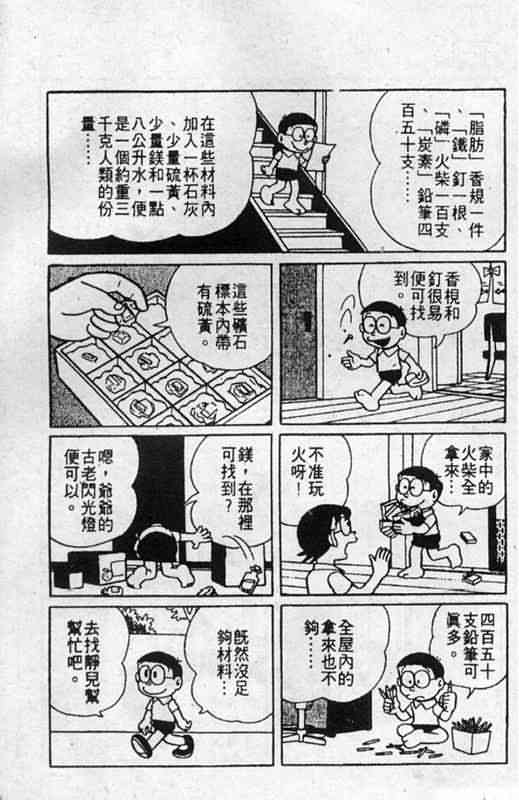 「脂肪」香規一件
、「鐵」釘一根、
「磷」火柴一百支
、「炭素」鉛筆四
百五十支……
在這些材料內
加入一杯石灰
、少量硫黃、
少量鎂和一點
八公升水，便
是一個約重三
千克人類的份
量……
香梘和
釘很易
便可找
到。
這些礦石
標本內帶
有硫黃。
家中的
火柴全
拿來…
不准玩
火呀！
鎂，在那裡
可找到？
嗯，爺爺的
古老閃光燈
便可以。
四百五十
支鉛筆可
眞多。
全屋內的
拿來也不
夠……
旣然沒足
夠材料…
去找靜兒幫
幫忙吧。